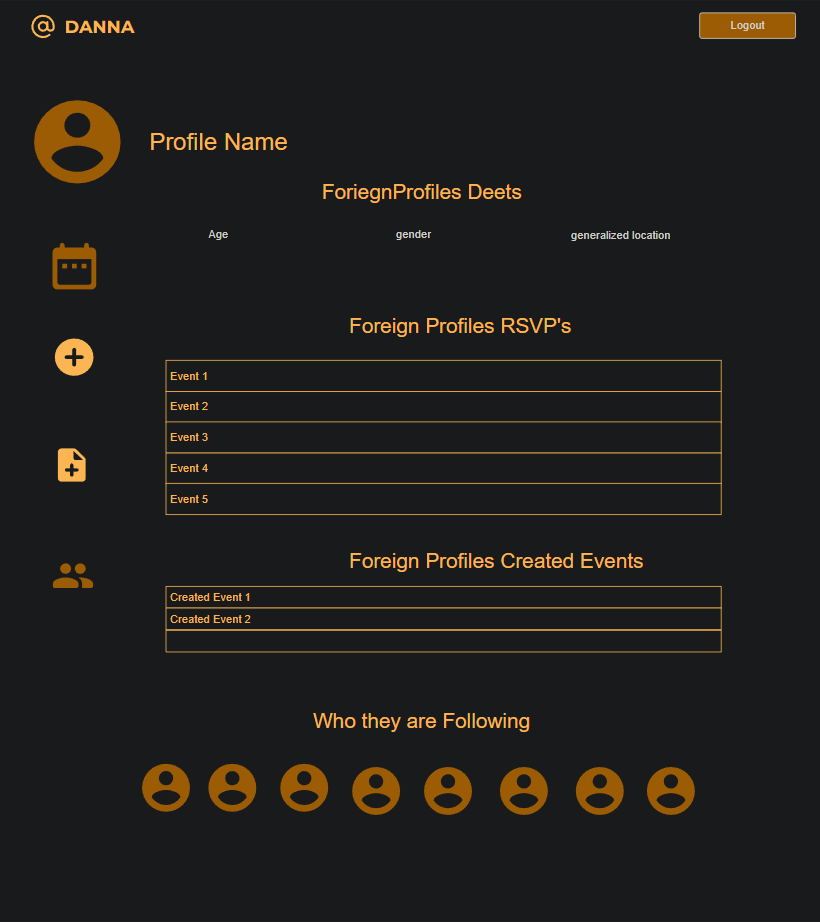 @ DANNA
Logout
Profile Name
ForiegnProfiles Deets
Age gender generalized location
Foreign Profiles RSVP's
Event 1
Event 2
Event 3
Event 4
Event 5
Foreign Profiles Created Events
Created Event 1
Created Event 2
Who they are Following